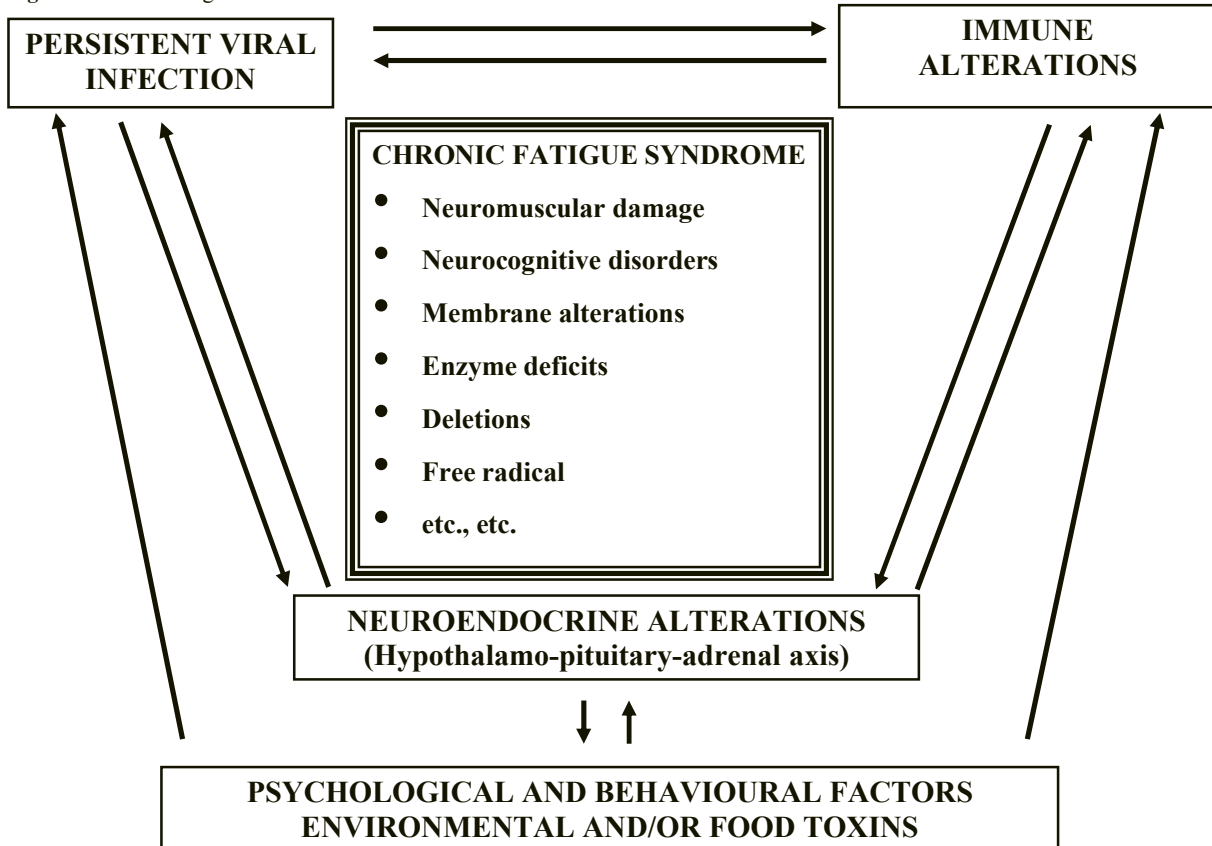 PERSISTENT VIRAL
INFECTION
IMMUNE
ALTERATIONS
CHRONIC FATIGUE SYNDROME
• Neuromuscular damage
• Neurocognitive disorders
• Membrane alterations
• Enzyme deficits
• Deletions
• Free radical
• etc., etc.
NEUROENDOCRINE ALTERATIONS
(Hypothalamo-pituitary-adrenal axis)
PSYCHOLOGICAL AND BEHAVIOURAL FACTORS
ENVIRONMENTAL AND/OR FOOD TOXINS